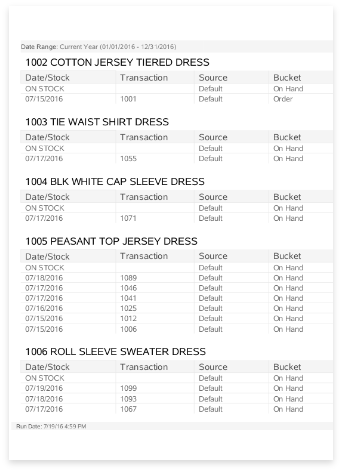 Date Range: Current Year (01/01/2016 - 12/31/2016)
1002 COTTON JERSEY TIERED DRESS
Date/Stock Transaction Source Bucket
ON STOCK Default On Hand
07/15/2016 1001 Default Order
1003 TIE WAIST SHIRT DRESS
Date/Stock Transaction Source Bucket
ON STOCK Default On Hand
07/17/2016 1055 Default On Hand
1004 BLK WHITE CAP SLEEVE DRESS
Date/Stock Transaction Source Bucket
ON STOCK Default On Hand
07/17/2016 1071 Default On Hand
1005 PEASANT TOP JERSEY DRESS
Date/Stock Transaction Source Bucket
ON STOCK Default On Hand
07/18/2016 1089 Default On Hand
07/17/2016 1046 Default On Hand
07/17/2016 1041 Default On Hand
07/16/2016 1025 Default On Hand
07/15/2016 1012 Default On Hand
07/15/2016 1006 Default On Hand
1006 ROLL SLEEVE SWEATER DRESS
Date/Stock Transaction Source Bucket
ON STOCK Default On Hand
07/19/2016 1099 Default On Hand
07/18/2016 1093 Default On Hand
07/17/2016 1067 Default On Hand
Run Date: 7/19/16 4:59 PM